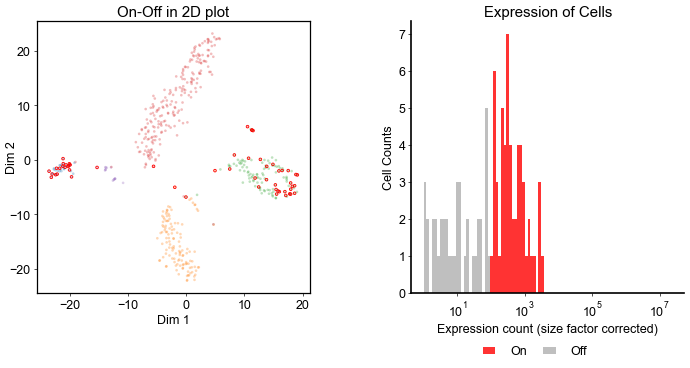 On-Off in 2D plot
Dim 2
20
10
0
−10
−20
−20 −10 0 10 20
Dim 1
Expression of Cells
Cell Counts
7
6
5
4
3
2
1
0
10^1 10^3 10^5 10^7
Expression count (size factor corrected)
On Off